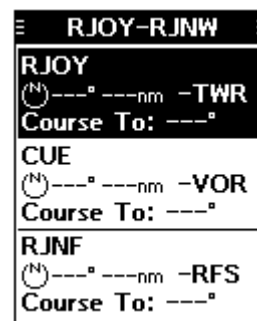 RJOY-RJNW
RJOY
(N)---° ---nm -TWR
Course To: ---°
CUE
(N)---° ---nm -VOR
Course To: ---°
RJNF
(N)---° ---nm -RFS
Course To: ---°